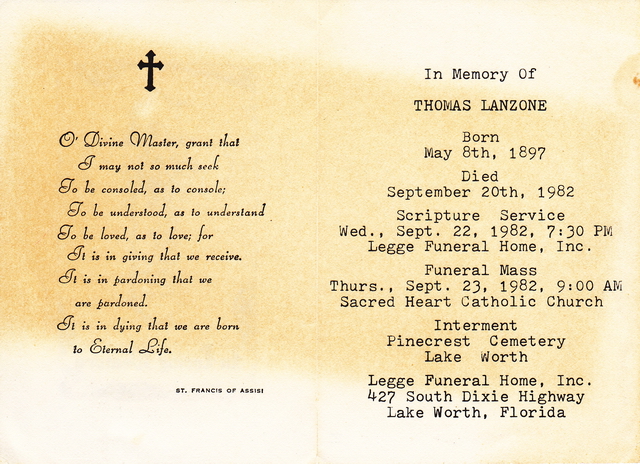 O' Divine Master, grant that
I may not so much seek
To be consoled, as to console;
To be understood, as to understand
To be loved, as to love; for
It is in giving that we receive.
It is in pardoning that we
are pardoned.
It is in dying that we are born
to Eternal Life.
ST. FRANCIS OF ASSISI
In Memory Of
THOMAS LANZONE
Born
May 8th, 1897
Died
September 20th, 1982
Scripture Service
Wed., Sept. 22, 1982, 7:30 PM
Legge Funeral Home, Inc.
Funeral Mass
Thurs., Sept. 23, 1982, 9:00 AM
Sacred Heart Catholic Church
Interment
Pinecrest Cemetery
Lake Worth
Legge Funeral Home, Inc.
427 South Dixie Highway
Lake Worth, Florida